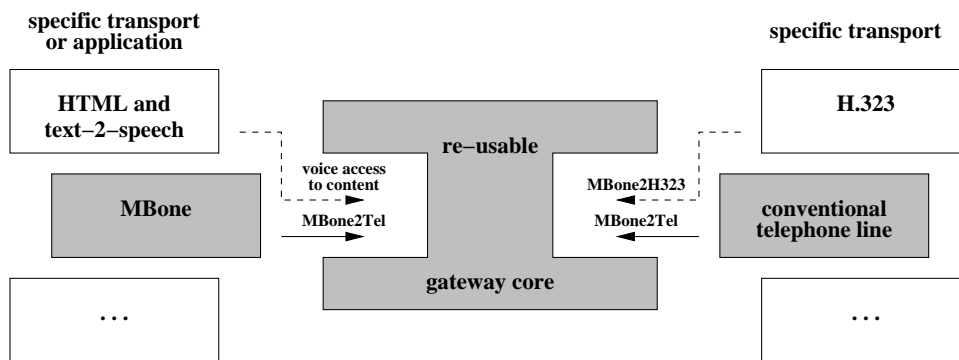 specific transport
or application
specific transport
HTML and
text−2−speech
H.323
re−usable
voice access
to content
MBone2H323
MBone
MBone2Tel
MBone2Tel
conventional
telephone line
gateway core
. . .
. . .